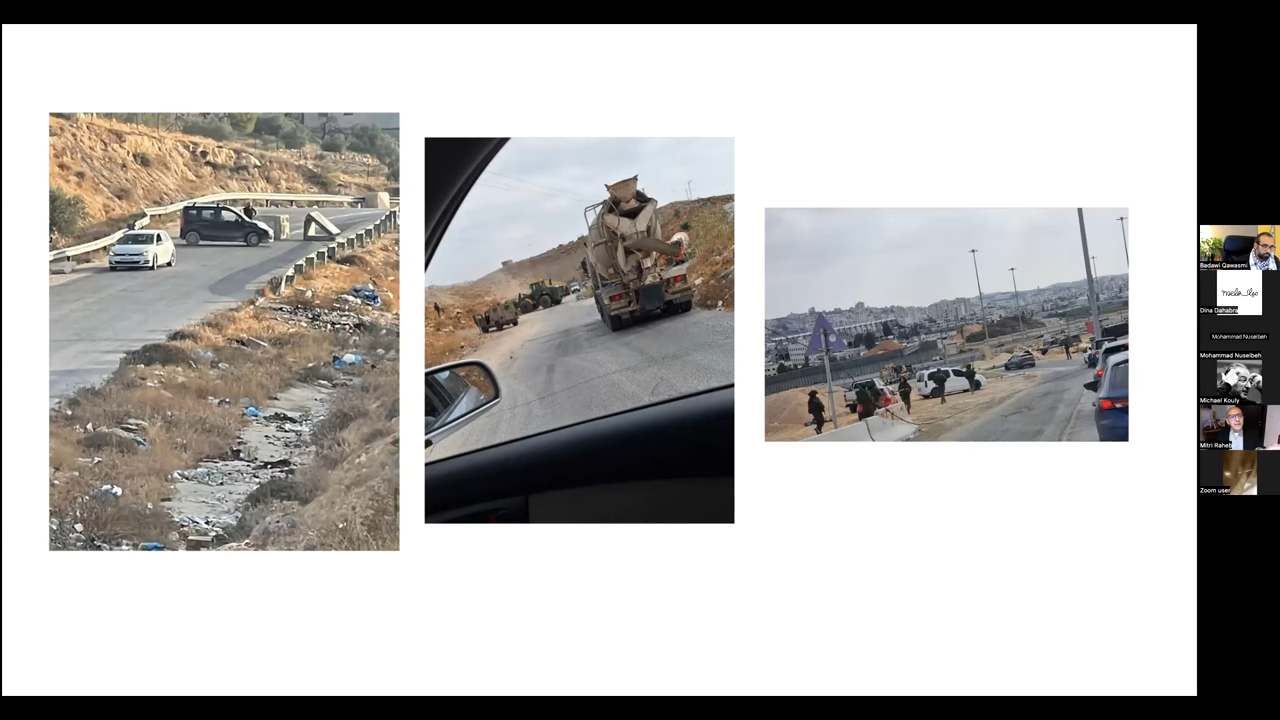 Badawi Qawasmi
Dina Dahabra
Mohammad Nuseibeh
Mohammad Nuseibeh
Michael Kouly
Mitri Raheb
Zoom user